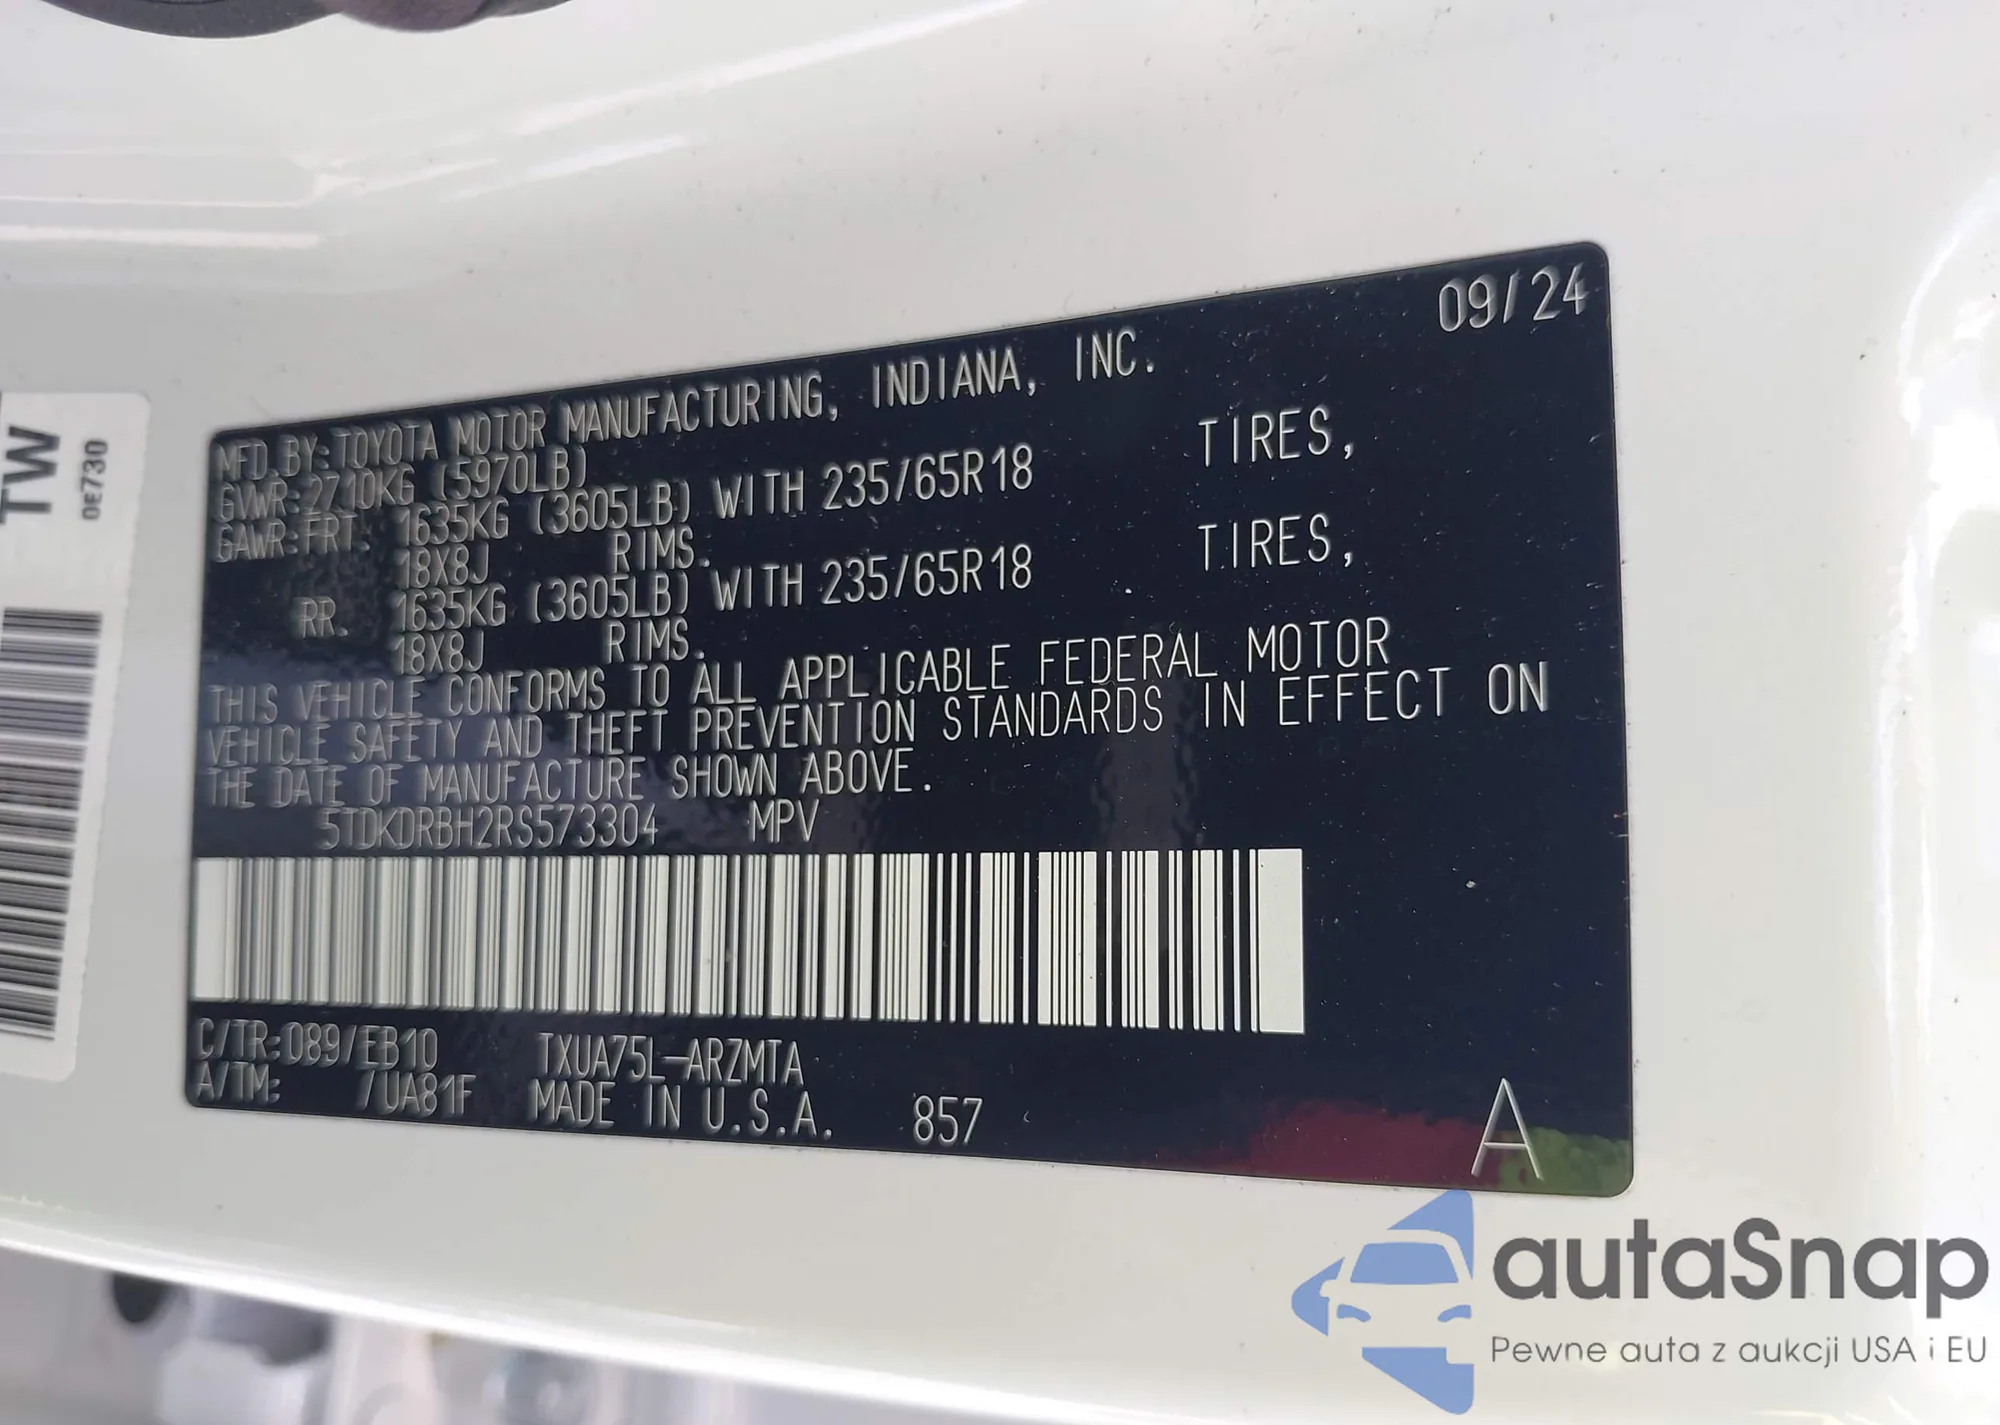 TW
0E730
09/24
MFD.BY:TOYOTA MOTOR MANUFACTURING, INDIANA, INC.
GVWR:2710KG (5970LB)
GAWR:FRT. 1635KG (3605LB) WITH 235/65R18 TIRES,
18X8J RIMS.
RR. 1635KG (3605LB) WITH 235/65R18 TIRES,
18X8J RIMS.
THIS VEHICLE CONFORMS TO ALL APPLICABLE FEDERAL MOTOR
VEHICLE SAFETY AND THEFT PREVENTION STANDARDS IN EFFECT ON
THE DATE OF MANUFACTURE SHOWN ABOVE.
5TDKDRBH2RS573304 MPV
C/TR:089/EB10 TXUA75L-ARZMTA
A/TM: /UA81F MADE IN U.S.A. 857
A
autaSnap
Pewne auta z aukcji USA i EU